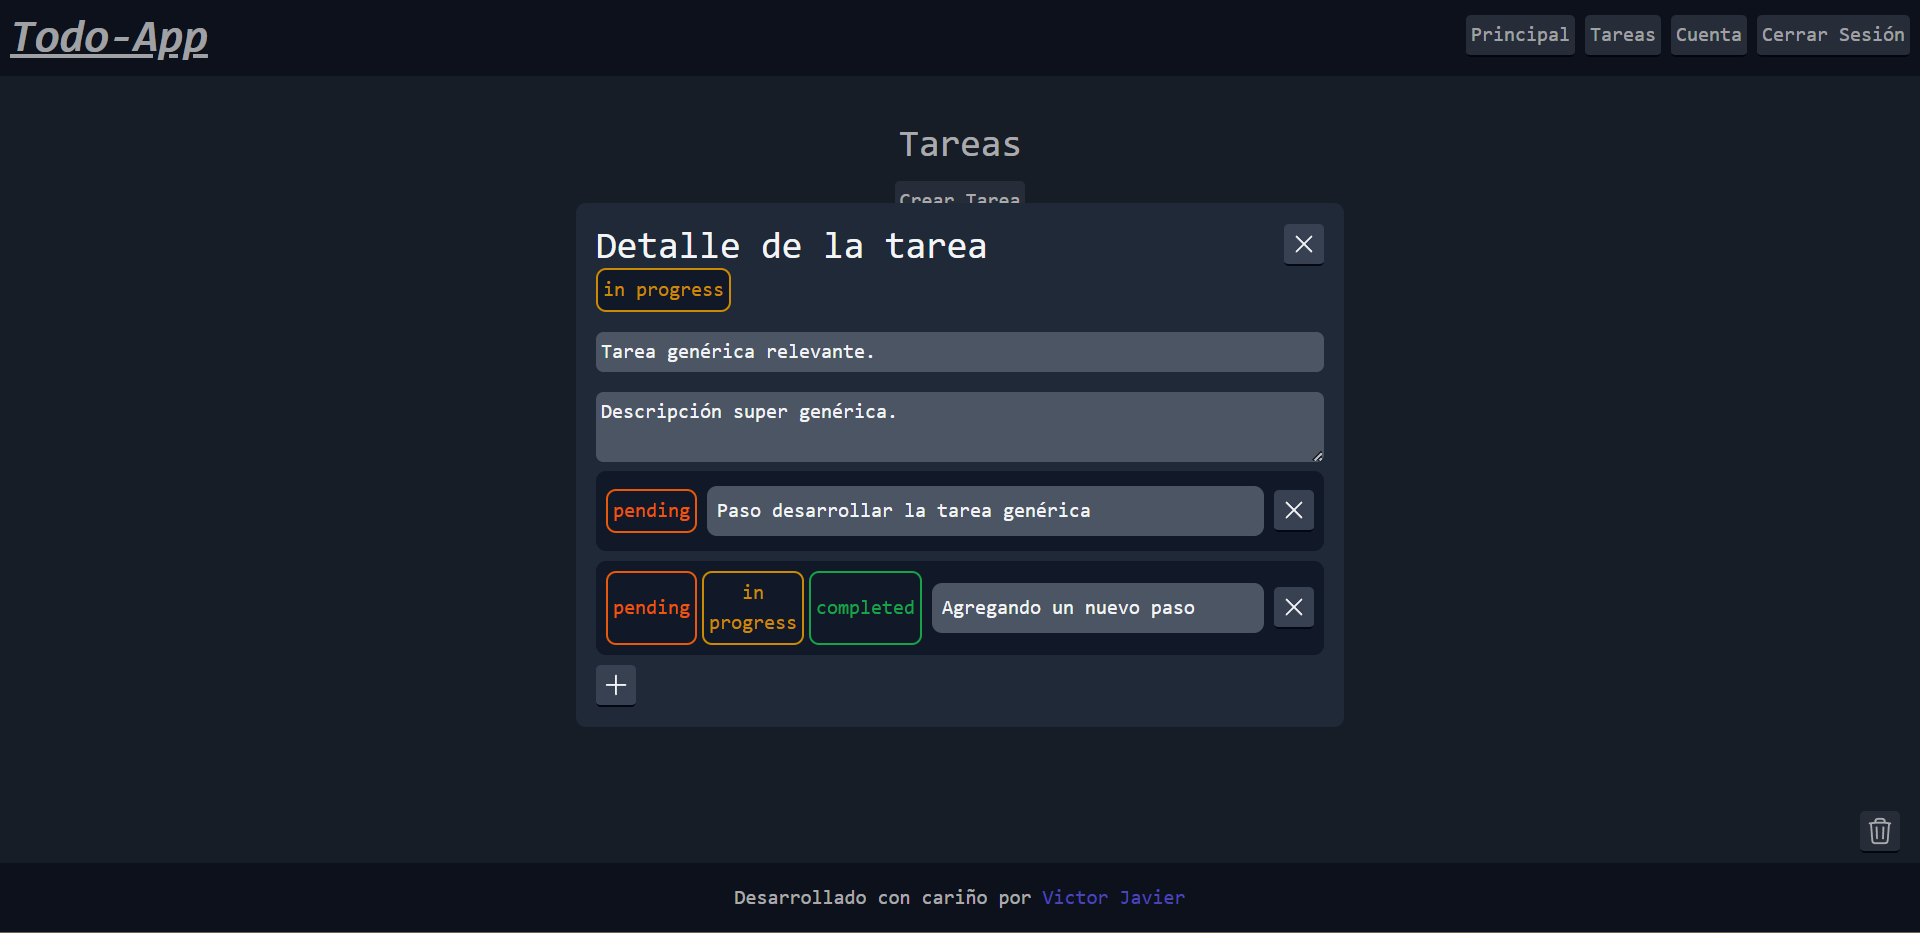 Todo-App
Principal Tareas Cuenta Cerrar Sesión
Tareas
Crear Tarea
Detalle de la tarea
in progress
Tarea genérica relevante.
Descripción super genérica.
pending Paso desarrollar la tarea genérica
pending in progress completed Agregando un nuevo paso
Desarrollado con cariño por Victor Javier